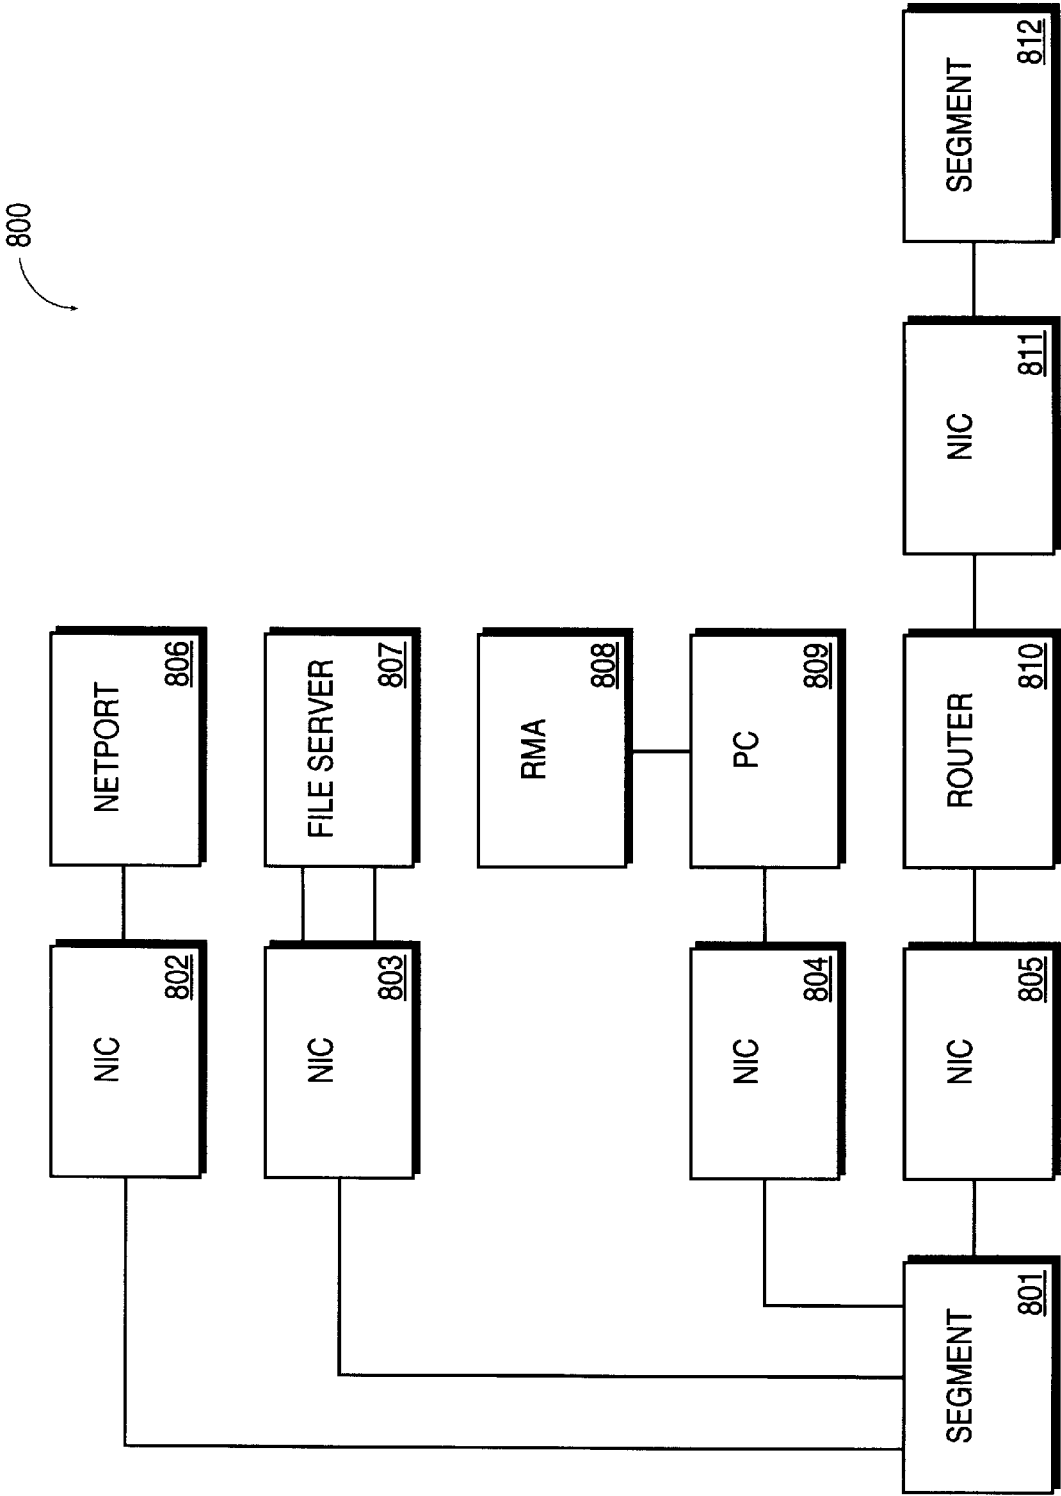 800
NETPORT
806
FILE SERVER
807
RMA
808
PC
809
ROUTER
810
NIC
811
SEGMENT
812
NIC
802
NIC
803
NIC
804
NIC
805
SEGMENT
801